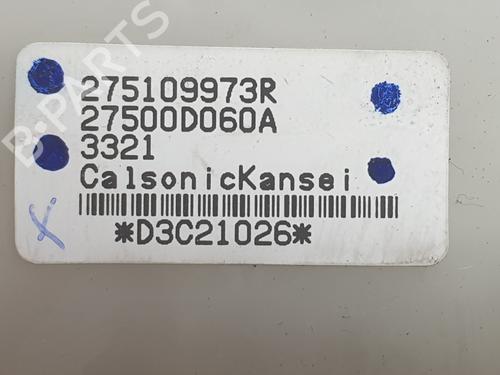 275109973R
27500D060A
3321
CalsonicKansei
*D3C21026*
B-PARTS